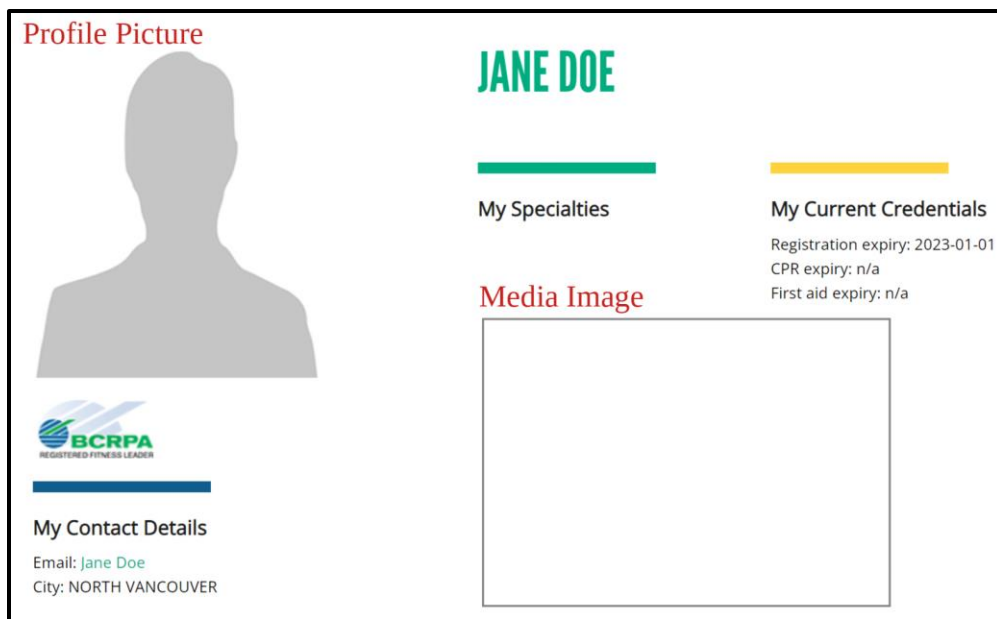 Profile Picture
BCRPA
REGISTERED FITNESS LEADER
My Contact Details
Email: Jane Doe
City: NORTH VANCOUVER
JANE DOE
My Specialties
My Current Credentials
Registration expiry: 2023-01-01
CPR expiry: n/a
First aid expiry: n/a
Media Image